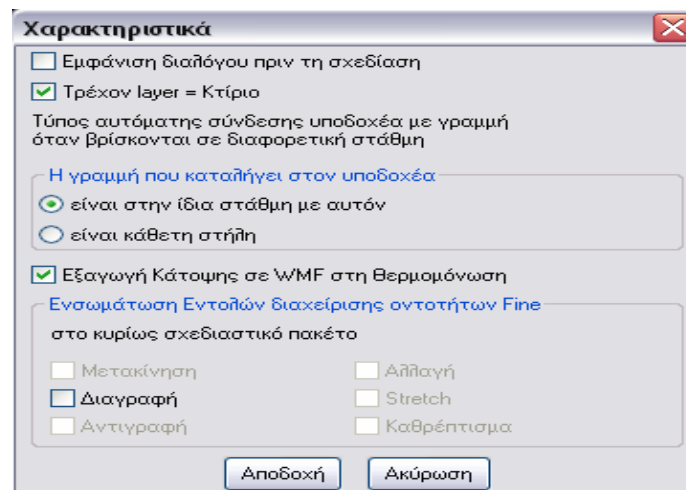 Χαρακτηριστικά
Εμφάνιση διαλόγου πριν τη σχεδίαση
Τρέχον layer = Κτίριο
Τύπος αυτόματης σύνδεσης υποδοχέα με γραμμή
όταν βρίσκονται σε διαφορετική στάθμη
Η γραμμή που καταλήγει στον υποδοχέα
είναι στην ίδια στάθμη με αυτόν
είναι κάθετη στήλη
Εξαγωγή Κάτοψης σε WMF στη Θερμομόνωση
Ενσωμάτωση Εντολών διαχείρισης οντοτήτων Fine
στο κυρίως σχεδιαστικό πακέτο
Μετακίνηση Αλλαγή
Διαγραφή Stretch
Αντιγραφή Καθρέπτισμα
Αποδοχή Ακύρωση